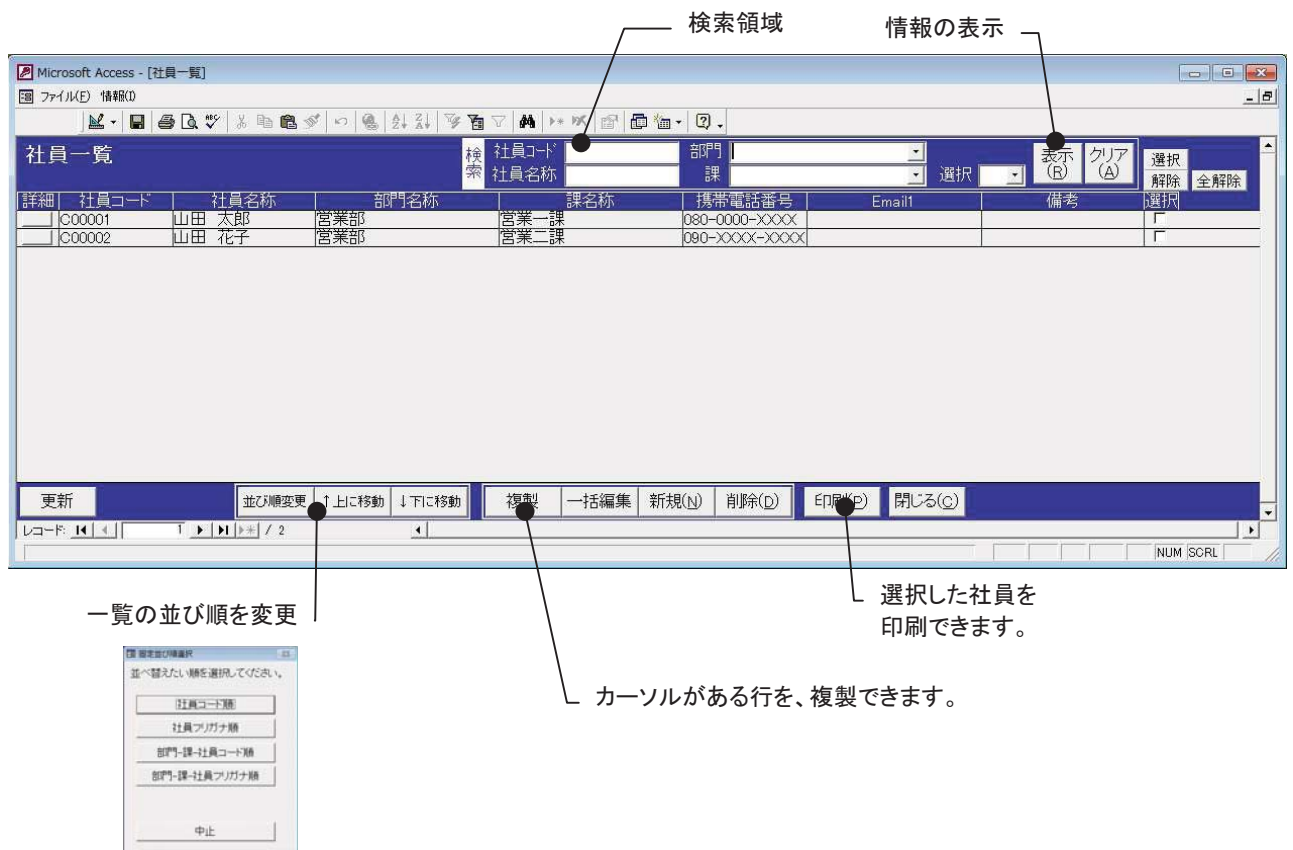 検索領域
情報の表示
Microsoft Access - [社員一覧]
ファイル(F) 情報(I)
社員一覧
検索
社員コード
部門
社員名称
課
選択
表示(R)
クリア(A)
選択
解除
全解除
詳細 社員コード 社員名称 部門名称 課名称 携帯電話番号 Email1 備考 選択
C00001 山田 太郎 営業部 営業一課 080-0000-XXXX
C00002 山田 花子 営業部 営業二課 090-XXXX-XXXX
更新 並び順変更 ↑上に移動 ↓下に移動 複製 一括編集 新規(N) 削除(D) 印刷(P) 閉じる(C)
レコード: 1 / 2
NUM SCRL
一覧の並び順を変更
選択した社員を
印刷できます。
カーソルがある行を、複製できます。
固定並び順選択
並べ替えたい順を選択してください。
社員コード順
社員フリガナ順
部門-課-社員コード順
部門-課-社員フリガナ順
中止